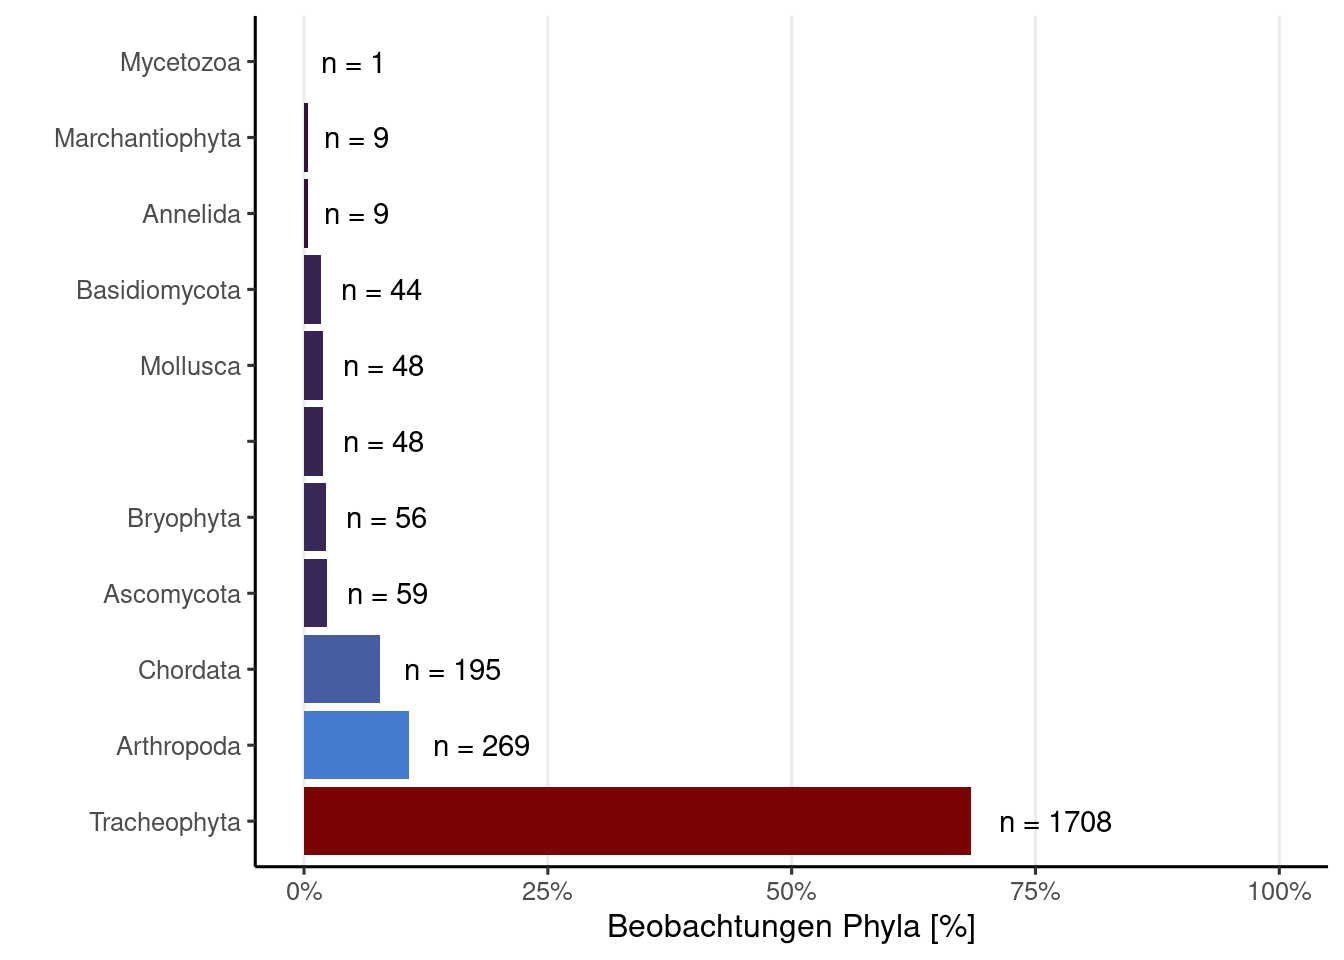 Mycetozoa n = 1
Marchantiophyta n = 9
Annelida n = 9
Basidiomycota n = 44
Mollusca n = 48
n = 48
Bryophyta n = 56
Ascomycota n = 59
Chordata n = 195
Arthropoda n = 269
Tracheophyta n = 1708
0% 25% 50% 75% 100%
Beobachtungen Phyla [%]